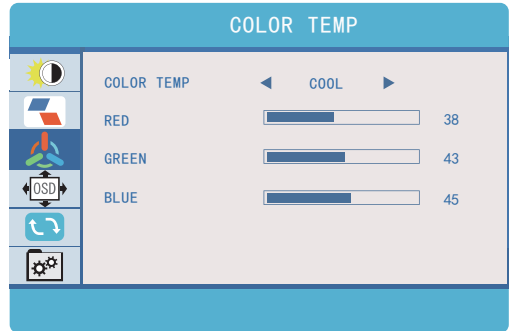 COLOR TEMP
COLOR TEMP COOL
RED 38
GREEN 43
OSD
BLUE 45